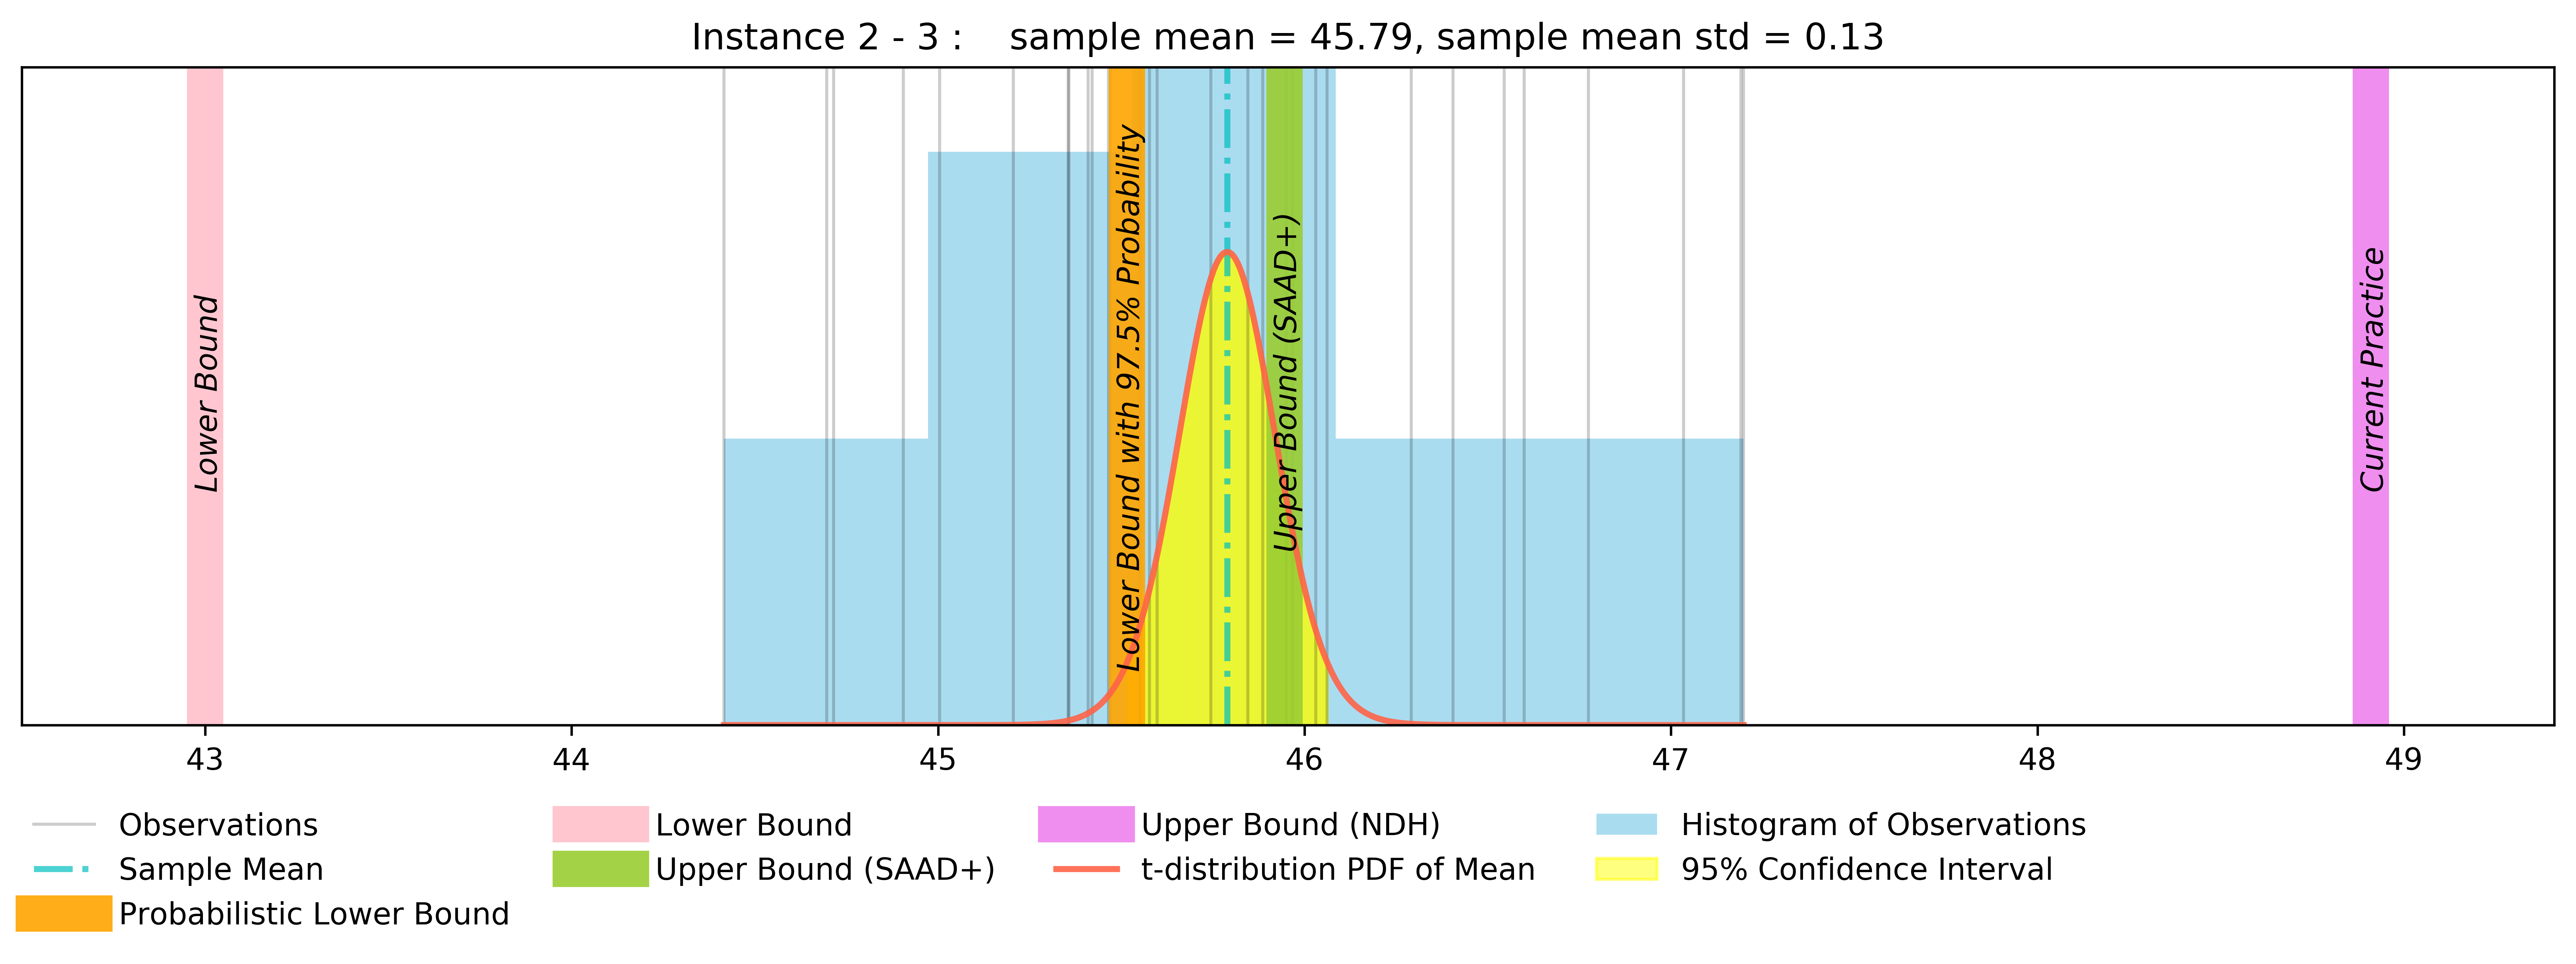 Instance 2 - 3 :    sample mean = 45.79, sample mean std = 0.13
Lower Bound
Lower Bound with 97.5% Probability
Upper Bound (SAAD+)
Current Practice
43 44 45 46 47 48 49
Observations Lower Bound Upper Bound (NDH) Histogram of Observations
Sample Mean Upper Bound (SAAD+) t-distribution PDF of Mean 95% Confidence Interval
Probabilistic Lower Bound